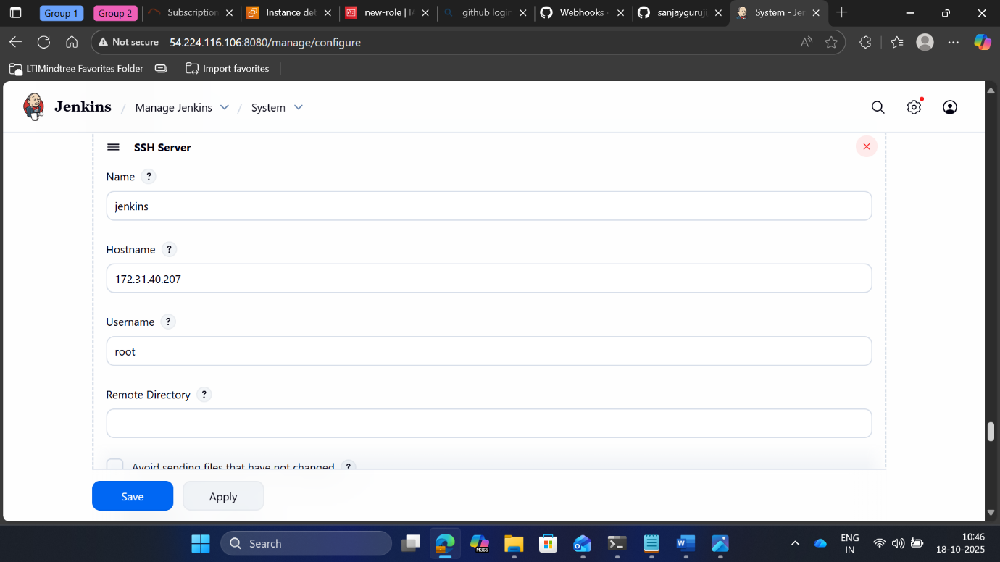 Group 1
Group 2
Subscription
Instance det
new-role | IA
github login
Webhooks
sanjayguruji
System - Jen
Not secure
54.224.116.106:8080/manage/configure
LTIMindtree Favorites Folder
Import favorites
Jenkins / Manage Jenkins / System
SSH Server
Name ?
jenkins
Hostname ?
172.31.40.207
Username ?
root
Remote Directory ?
Avoid sending files that have not changed ?
Save
Apply
Search
M365
ENG
IN
10:46
18-10-2025